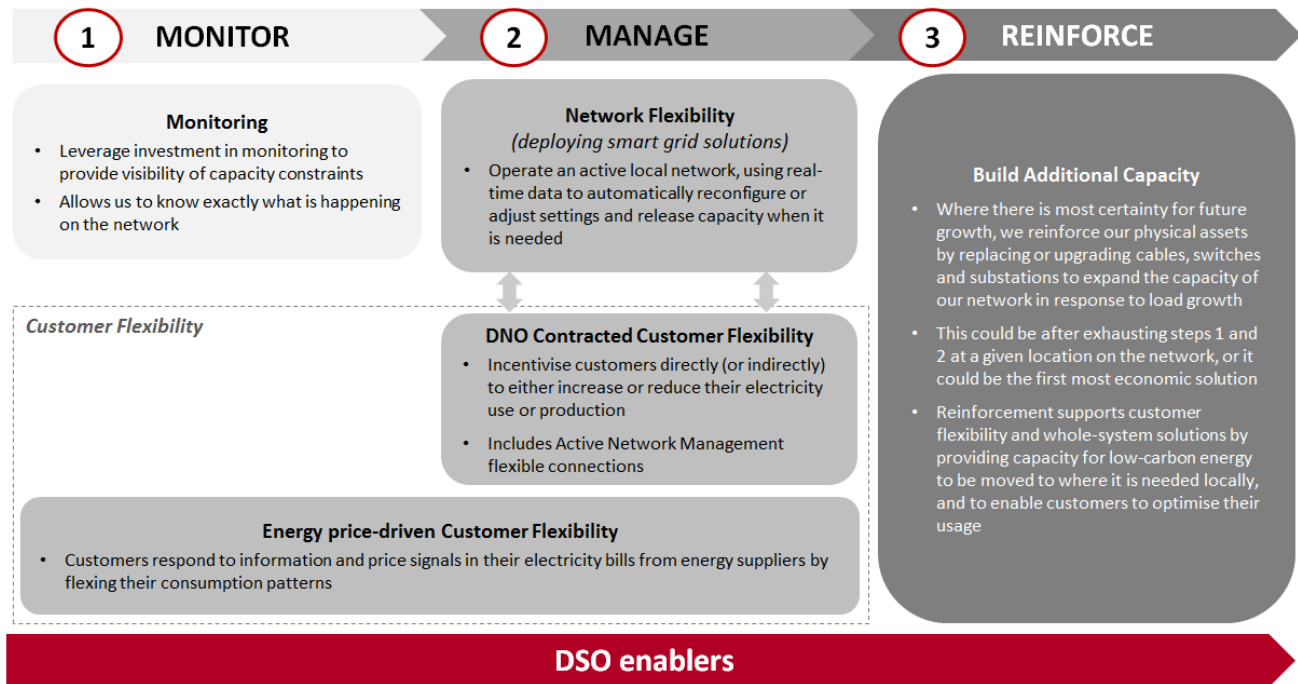 1 MONITOR
2 MANAGE
3 REINFORCE
Monitoring
• Leverage investment in monitoring to
provide visibility of capacity constraints
• Allows us to know exactly what is happening
on the network
Network Flexibility
(deploying smart grid solutions)
• Operate an active local network, using real-
time data to automatically reconfigure or
adjust settings and release capacity when it
is needed
Customer Flexibility
DNO Contracted Customer Flexibility
• Incentivise customers directly (or indirectly)
to either increase or reduce their electricity
use or production
• Includes Active Network Management
flexible connections
Energy price-driven Customer Flexibility
• Customers respond to information and price signals in their electricity bills from energy suppliers by
flexing their consumption patterns
Build Additional Capacity
• Where there is most certainty for future
growth, we reinforce our physical assets
by replacing or upgrading cables, switches
and substations to expand the capacity of
our network in response to load growth
• This could be after exhausting steps 1 and
2 at a given location on the network, or it
could be the first most economic solution
• Reinforcement supports customer
flexibility and whole-system solutions by
providing capacity for low-carbon energy
to be moved to where it is needed locally,
and to enable customers to optimise their
usage
DSO enablers